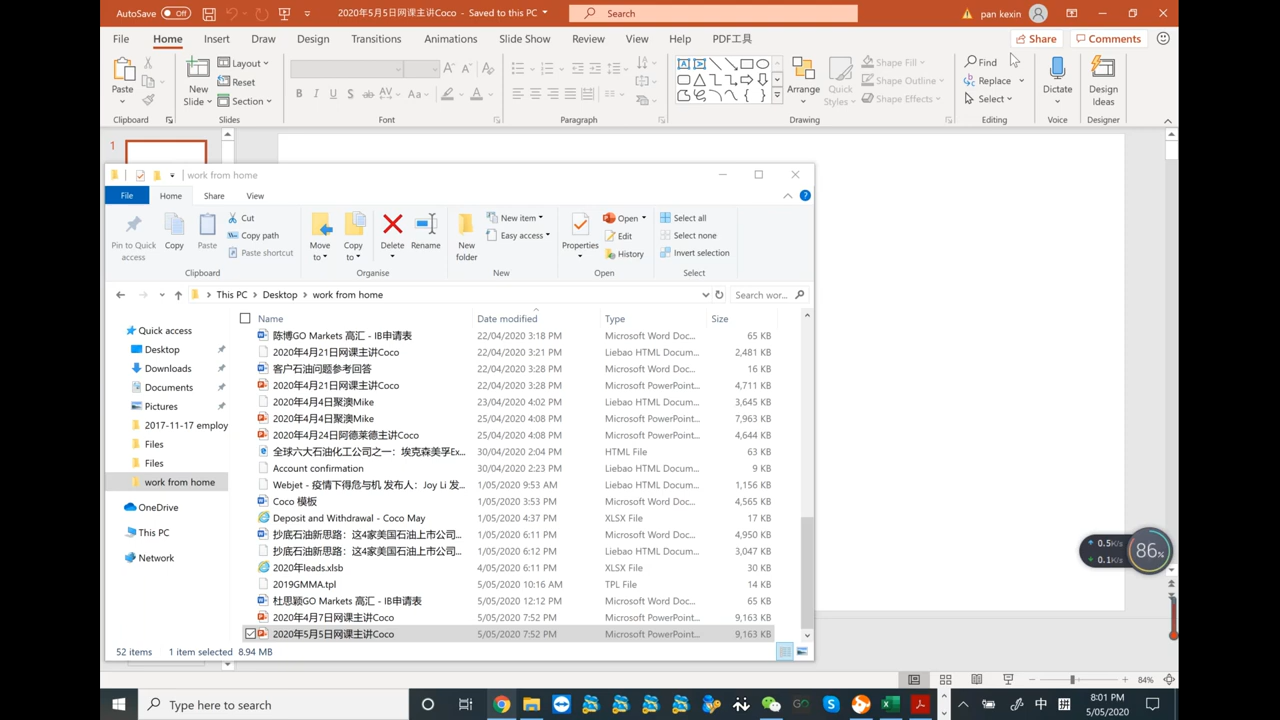 AutoSave Off 2020年5月5日网课主讲Coco - Saved to this PC Search pan kexin
File Home Insert Draw Design Transitions Animations Slide Show Review View Help PDF工具 Share Comments
Paste New Slide Layout Reset Section Arrange Quick Styles Shape Fill Shape Outline Shape Effects Find Replace Select Dictate Design Ideas
Clipboard Slides Font Paragraph Drawing Editing Voice Designer
1
work from home
File Home Share View
Pin to Quick access Copy Paste Cut Copy path Paste shortcut Move to Copy to Delete Rename New folder New item Easy access Properties Open Edit History Select all Select none Invert selection
Clipboard Organise New Open Select
This PC Desktop work from home Search wor...
Name Date modified Type Size
陈博GO Markets 高汇 - IB申请表 22/04/2020 3:18 PM Microsoft Word Doc... 65 KB
2020年4月21日网课主讲Coco 22/04/2020 3:21 PM Liebao HTML Docum... 2,481 KB
客户石油问题参考回答 22/04/2020 3:28 PM Microsoft Word Doc... 16 KB
2020年4月21日网课主讲Coco 22/04/2020 3:28 PM Microsoft PowerPoint... 4,711 KB
2020年4月4日聚澳Mike 23/04/2020 4:02 PM Liebao HTML Docum... 3,645 KB
2020年4月4日聚澳Mike 25/04/2020 4:08 PM Microsoft PowerPoint... 7,963 KB
2020年4月24日阿德莱德主讲Coco 25/04/2020 4:08 PM Microsoft PowerPoint... 4,644 KB
全球六大石油化工公司之一：埃克森美孚Ex... 30/04/2020 2:04 PM HTML File 63 KB
Account confirmation 30/04/2020 2:23 PM Liebao HTML Docum... 9 KB
Webjet - 疫情下得危与机 发布人：Joy Li 发... 1/05/2020 9:53 AM Liebao HTML Docum... 1,156 KB
Coco 模板 1/05/2020 3:53 PM Microsoft Word Doc... 4,565 KB
Deposit and Withdrawal - Coco May 1/05/2020 4:37 PM XLSX File 17 KB
抄底石油新思路：这4家美国石油上市公司... 1/05/2020 6:11 PM Microsoft Word Doc... 4,950 KB
抄底石油新思路：这4家美国石油上市公司... 1/05/2020 6:12 PM Liebao HTML Docum... 3,047 KB
2020年leads.xlsb 4/05/2020 6:11 PM XLSX File 30 KB
2019GMMA.tpl 5/05/2020 10:16 AM TPL File 14 KB
杜思颖GO Markets 高汇 - IB申请表 5/05/2020 12:12 PM Microsoft Word Doc... 65 KB
2020年4月7日网课主讲Coco 5/05/2020 7:52 PM Microsoft PowerPoint... 9,163 KB
2020年5月5日网课主讲Coco 5/05/2020 7:52 PM Microsoft PowerPoint... 9,163 KB
Quick access
Desktop
Downloads
Documents
Pictures
2017-11-17 employ
Files
Files
work from home
OneDrive
This PC
Network
52 items 1 item selected 8.94 MB
0.5K/s
0.1K/s
86%
84%
Type here to search 中 拼 8:01 PM
5/05/2020